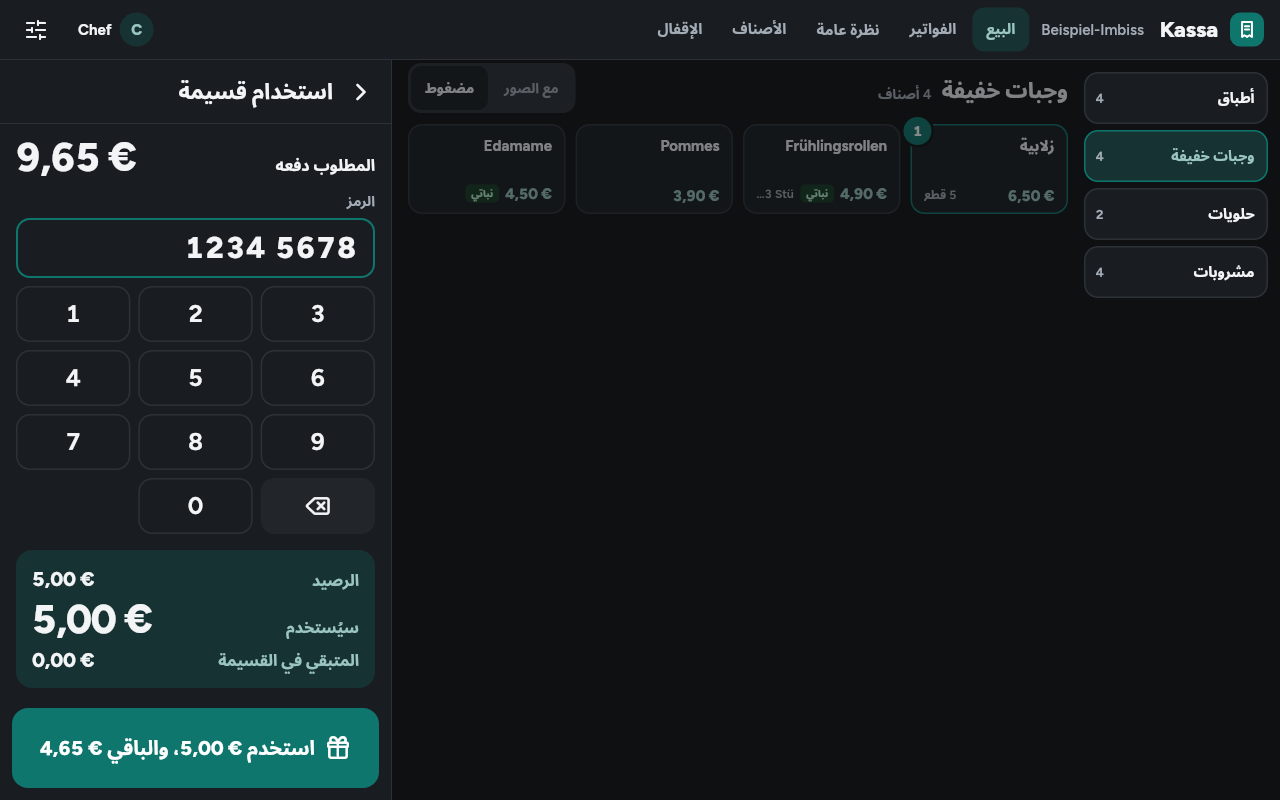 Kassa
Beispiel-Imbiss
البيع
الفواتير
نظرة عامة
الأصناف
الإقفال
C
Chef
أطباق
4
وجبات خفيفة
4
حلويات
2
مشروبات
4
وجبات خفيفة
4 أصناف
مع الصور
مضغوط
1
زلابية
6,50 €
5 قطع
Frühlingsrollen
4,90 €
نباتي
3 Stü…
Pommes
3,90 €
Edamame
4,50 €
نباتي
استخدام قسيمة
المطلوب دفعه
9,65 €
الرمز
1234 5678
1
2
3
4
5
6
7
8
9
0
الرصيد
5,00 €
سيُستخدم
5,00 €
المتبقي في القسيمة
0,00 €
استخدم 5,00 €، والباقي 4,65 €